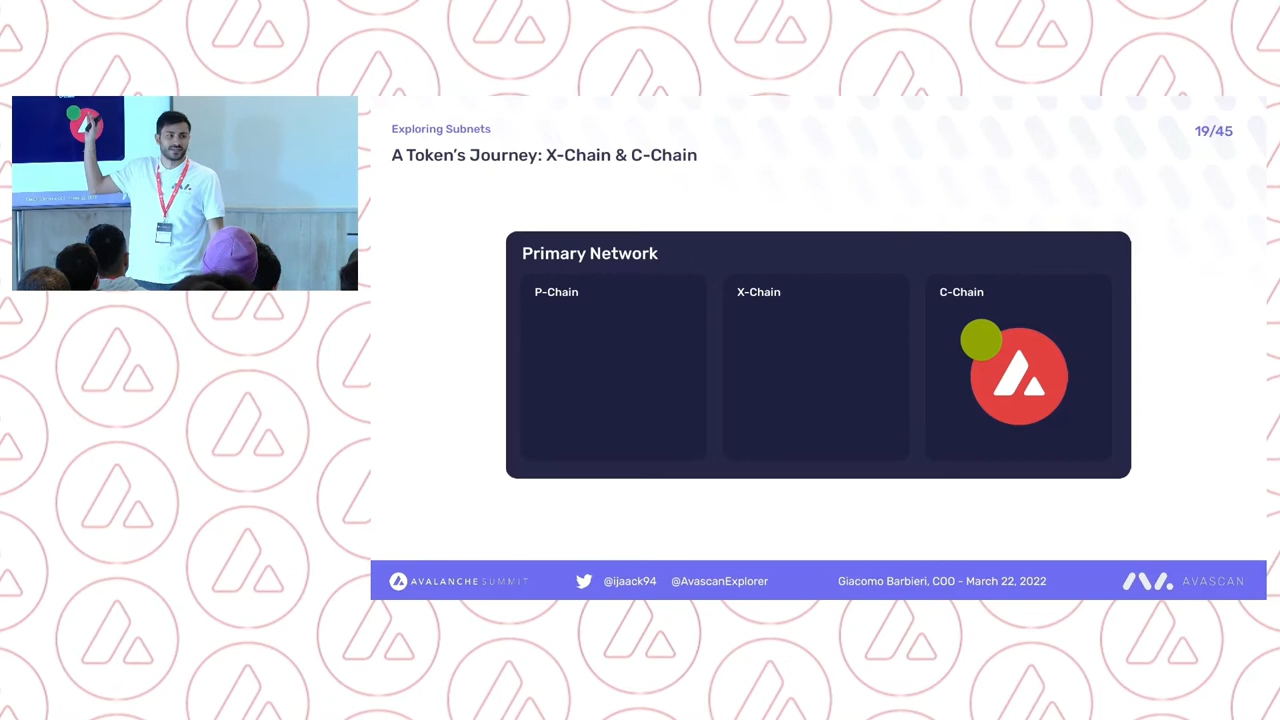 Exploring Subnets
19/45
A Token's Journey: X-Chain & C-Chain
Primary Network
P-Chain
X-Chain
C-Chain
AVALANCHE SUMMIT
@ijaack94
@AvascanExplorer
Giacomo Barbieri, COO - March 22, 2022
AVASCAN